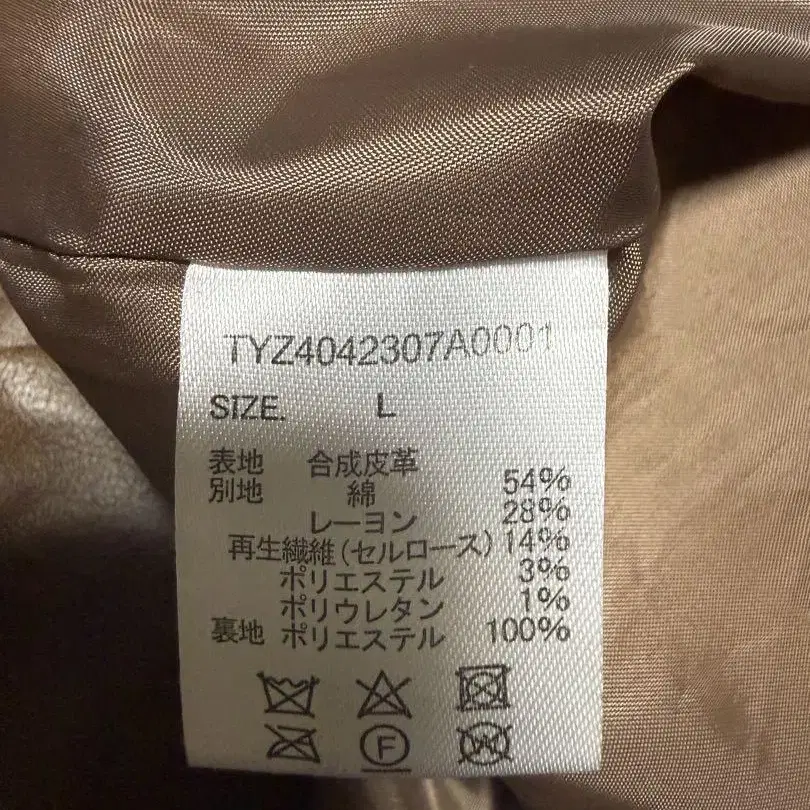 TYZ4042307A0001
SIZE. L
表地 合成皮革
別地 綿 54%
レーヨン 28%
再生繊維(セルロース) 14%
ポリエステル 3%
ポリウレタン 1%
裏地 ポリエステル 100%
F
W